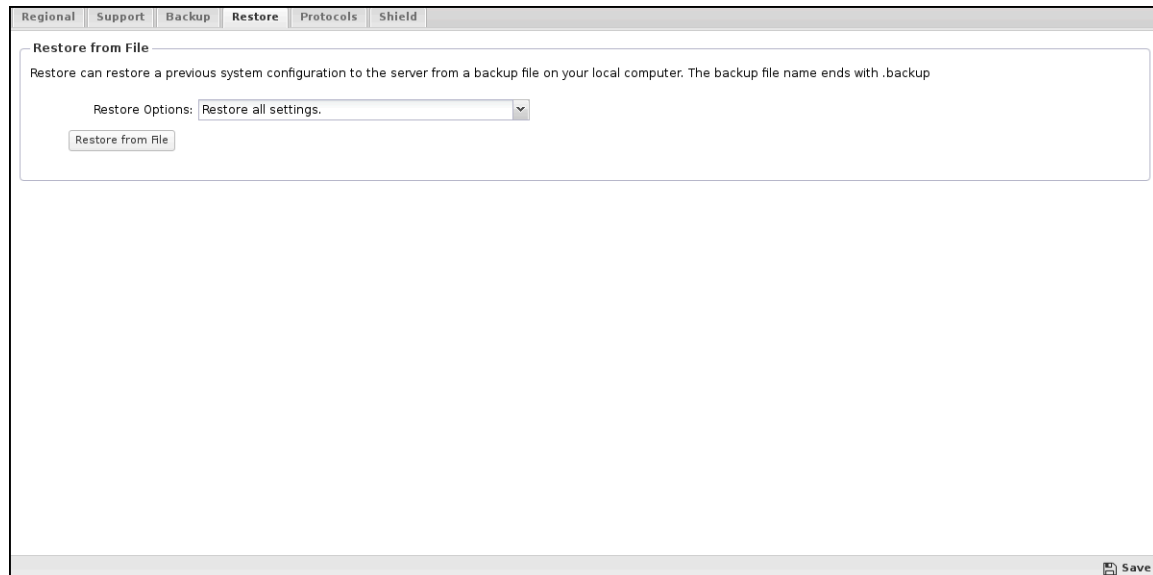 Regional Support Backup Restore Protocols Shield
Restore from File
Restore can restore a previous system configuration to the server from a backup file on your local computer. The backup file name ends with .backup
Restore Options: Restore all settings.
Restore from File
Save